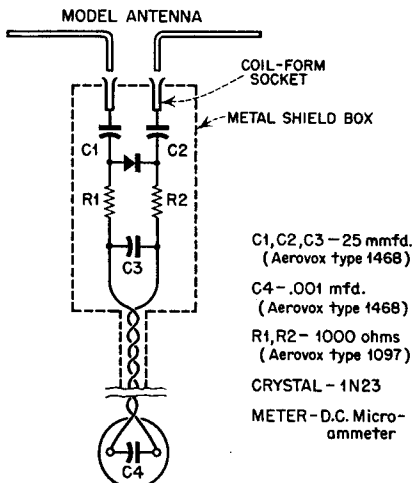 MODEL ANTENNA
COIL-FORM
SOCKET
METAL SHIELD BOX
C1
C2
R1
R2
C3
C1,C2,C3-25 mmfd.
(Aerovox type 1468)
C4-.001 mfd.
(Aerovox type 1468)
R1,R2-1000 ohms
(Aerovox type 1097)
CRYSTAL-1N23
METER-D.C. Micro-
ammeter
C4